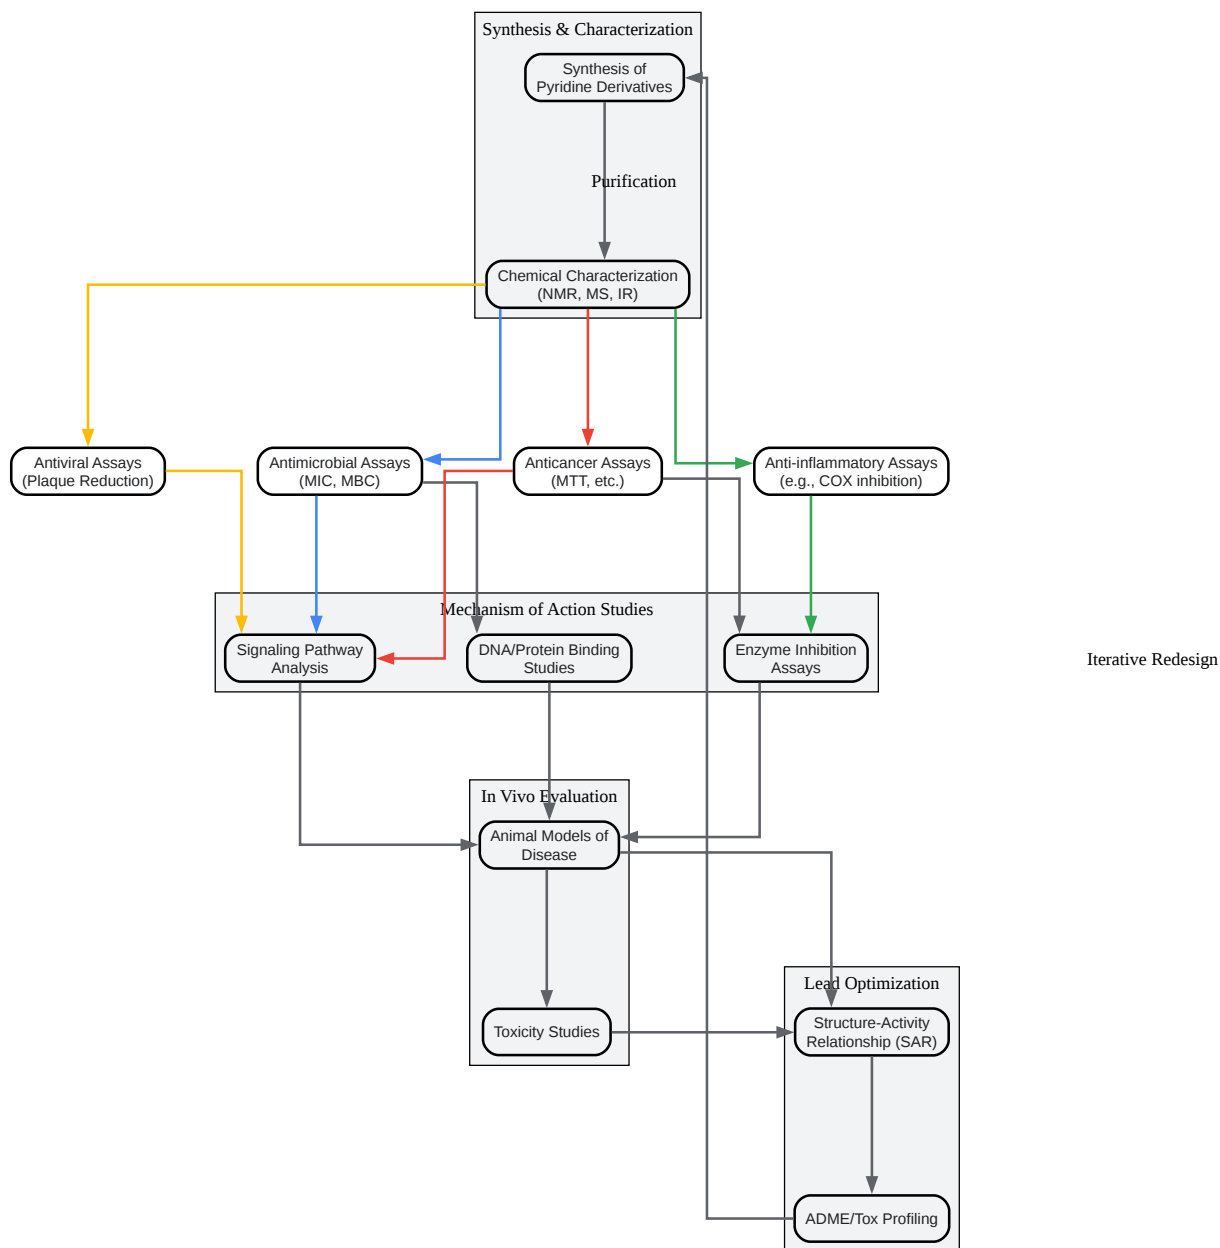 Synthesis & Characterization
Synthesis of
Pyridine Derivatives
Purification
Chemical Characterization
(NMR, MS, IR)
Antiviral Assays
(Plaque Reduction)
Antimicrobial Assays
(MIC, MBC)
Anticancer Assays
(MTT, etc.)
Anti-inflammatory Assays
(e.g., COX inhibition)
Mechanism of Action Studies
Signaling Pathway
Analysis
DNA/Protein Binding
Studies
Enzyme Inhibition
Assays
Iterative Redesign
In Vivo Evaluation
Animal Models of
Disease
Toxicity Studies
Lead Optimization
Structure-Activity
Relationship (SAR)
ADME/Tox Profiling